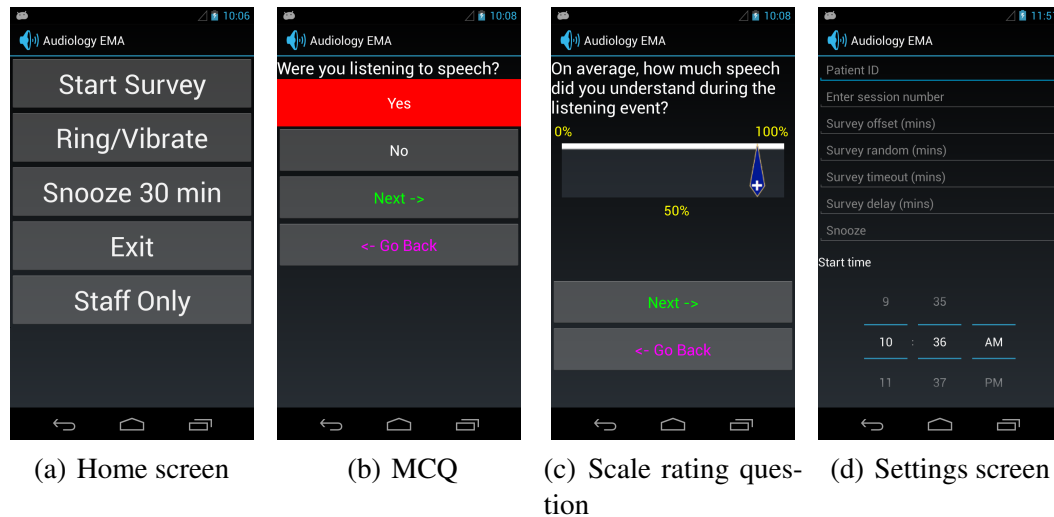 10:06
Audiology EMA
Start Survey
Ring/Vibrate
Snooze 30 min
Exit
Staff Only
(a) Home screen
10:08
Audiology EMA
Were you listening to speech?
Yes
No
Next ->
<- Go Back
(b) MCQ
10:08
Audiology EMA
On average, how much speech
did you understand during the
listening event?
0% 100%
50%
Next ->
<- Go Back
(c) Scale rating ques-
tion
11:51
Audiology EMA
Patient ID
Enter session number
Survey offset (mins)
Survey random (mins)
Survey timeout (mins)
Survey delay (mins)
Snooze
Start time
9 35
10 : 36 AM
11 37 PM
(d) Settings screen